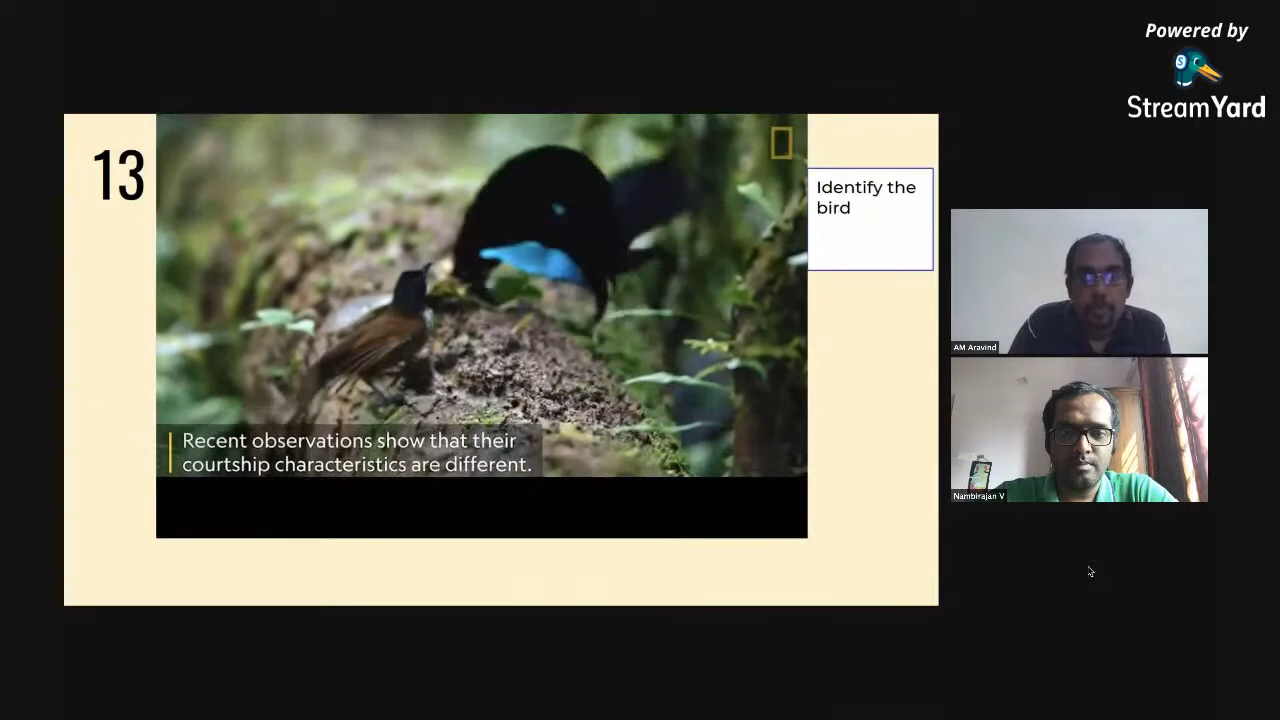 Powered by
StreamYard
13
Identify the
bird
Recent observations show that their
courtship characteristics are different.
AM Aravind
Nambirajan V